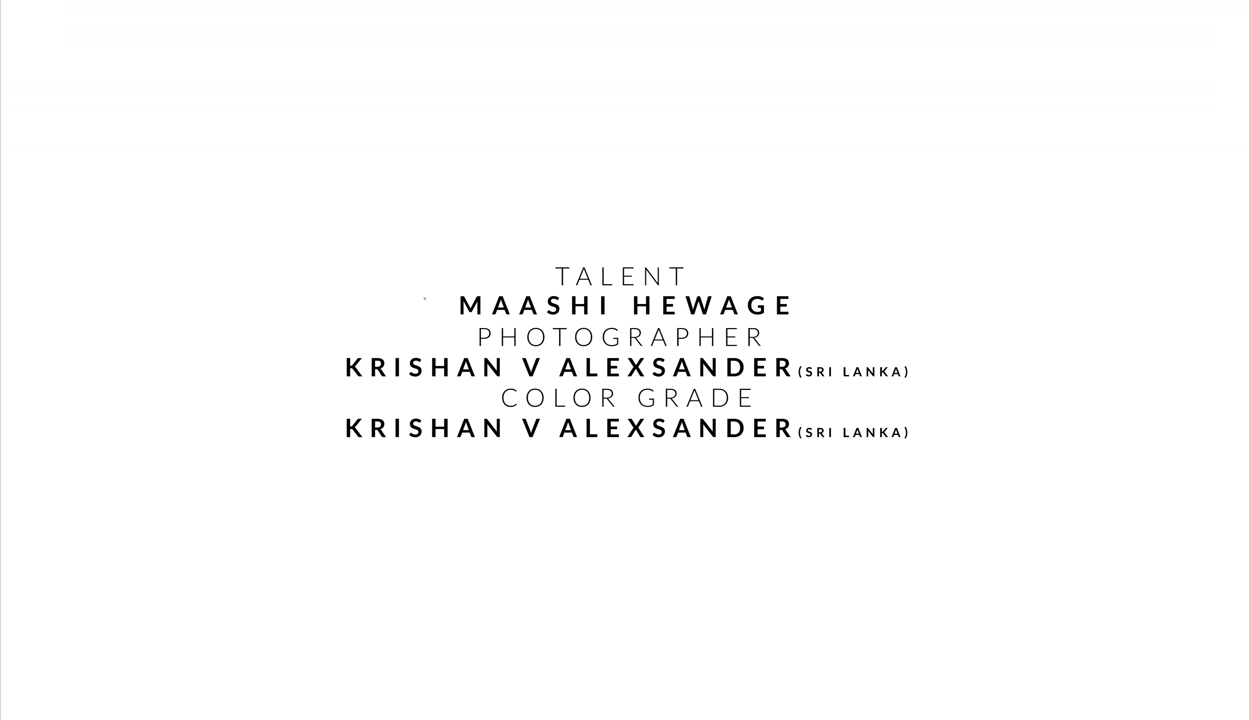 TALENT
MAASHI HEWAGE
PHOTOGRAPHER
KRISHAN V ALEXSANDER(SRI LANKA)
COLOR GRADE
KRISHAN V ALEXSANDER(SRI LANKA)